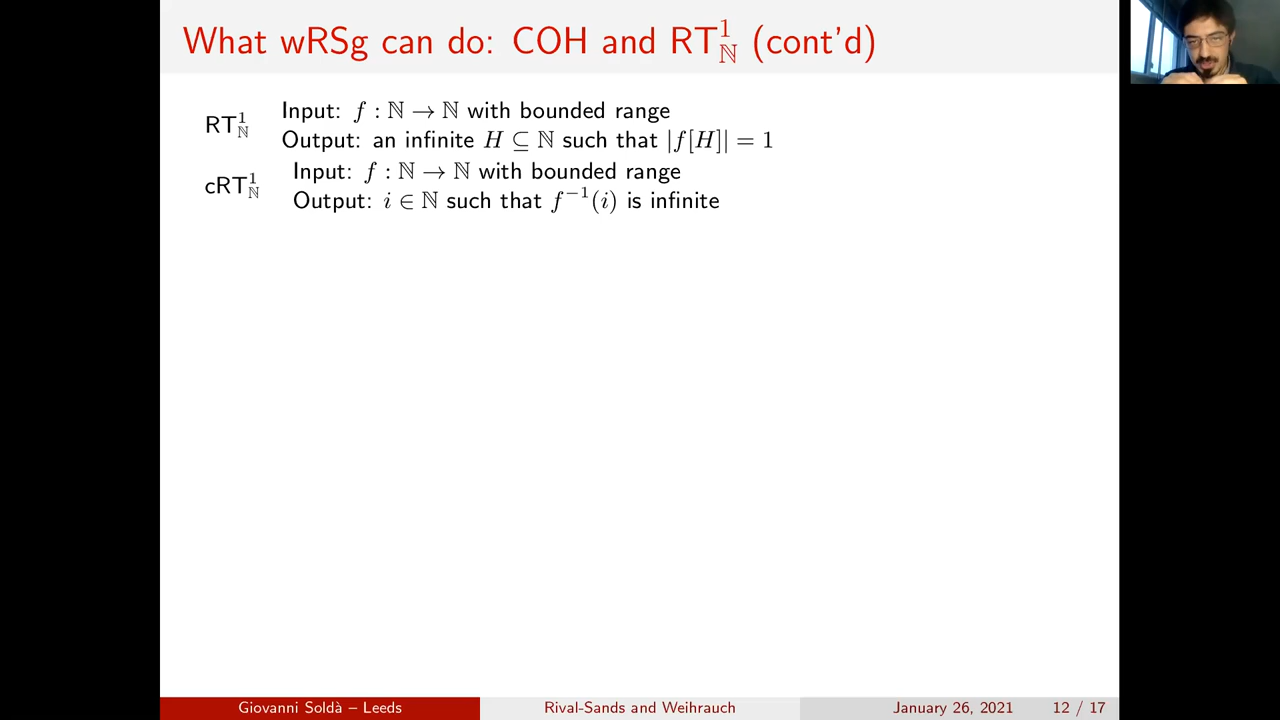 What wRSg can do: COH and RT¹_ℕ (cont'd)
RT¹_ℕ
Input: f : ℕ → ℕ with bounded range
Output: an infinite H ⊆ ℕ such that |f[H]| = 1
cRT¹_ℕ
Input: f : ℕ → ℕ with bounded range
Output: i ∈ ℕ such that f⁻¹(i) is infinite
Giovanni Soldà – Leeds
Rival-Sands and Weihrauch
January 26, 2021
12 / 17